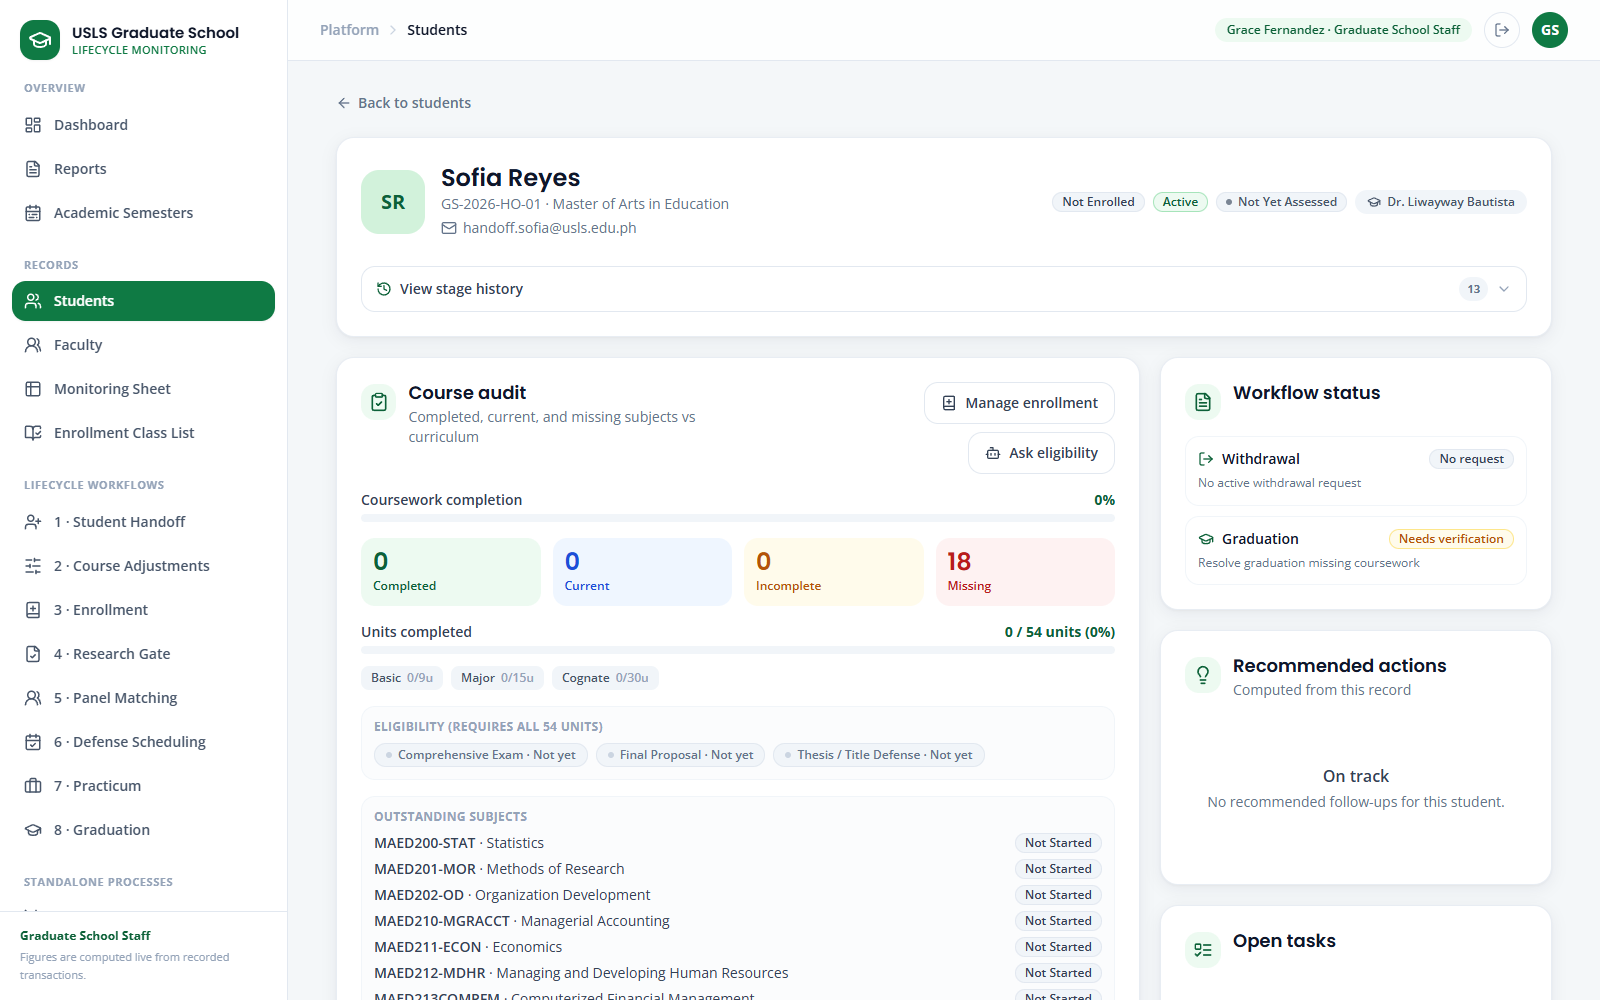 USLS Graduate School
LIFECYCLE MONITORING
OVERVIEW
Dashboard
Reports
Academic Semesters
RECORDS
Students
Faculty
Monitoring Sheet
Enrollment Class List
LIFECYCLE WORKFLOWS
1 · Student Handoff
2 · Course Adjustments
3 · Enrollment
4 · Research Gate
5 · Panel Matching
6 · Defense Scheduling
7 · Practicum
8 · Graduation
STANDALONE PROCESSES
Graduate School Staff
Figures are computed live from recorded
transactions.
Platform > Students
Grace Fernandez · Graduate School Staff
GS
Back to students
SR
Sofia Reyes
GS-2026-HO-01 · Master of Arts in Education
handoff.sofia@usls.edu.ph
Not Enrolled
Active
Not Yet Assessed
Dr. Liwayway Bautista
View stage history
13
Course audit
Completed, current, and missing subjects vs
curriculum
Manage enrollment
Ask eligibility
Coursework completion
0%
0
Completed
0
Current
0
Incomplete
18
Missing
Units completed
0 / 54 units (0%)
Basic 0/9u
Major 0/15u
Cognate 0/30u
ELIGIBILITY (REQUIRES ALL 54 UNITS)
Comprehensive Exam · Not yet
Final Proposal · Not yet
Thesis / Title Defense · Not yet
OUTSTANDING SUBJECTS
MAED200-STAT · Statistics
Not Started
MAED201-MOR · Methods of Research
Not Started
MAED202-OD · Organization Development
Not Started
MAED210-MGRACCT · Managerial Accounting
Not Started
MAED211-ECON · Economics
Not Started
MAED212-MDHR · Managing and Developing Human Resources
Not Started
MAED213COMPFM · Computerized Financial Management
Not Started
Workflow status
Withdrawal
No request
No active withdrawal request
Graduation
Needs verification
Resolve graduation missing coursework
Recommended actions
Computed from this record
On track
No recommended follow-ups for this student.
Open tasks